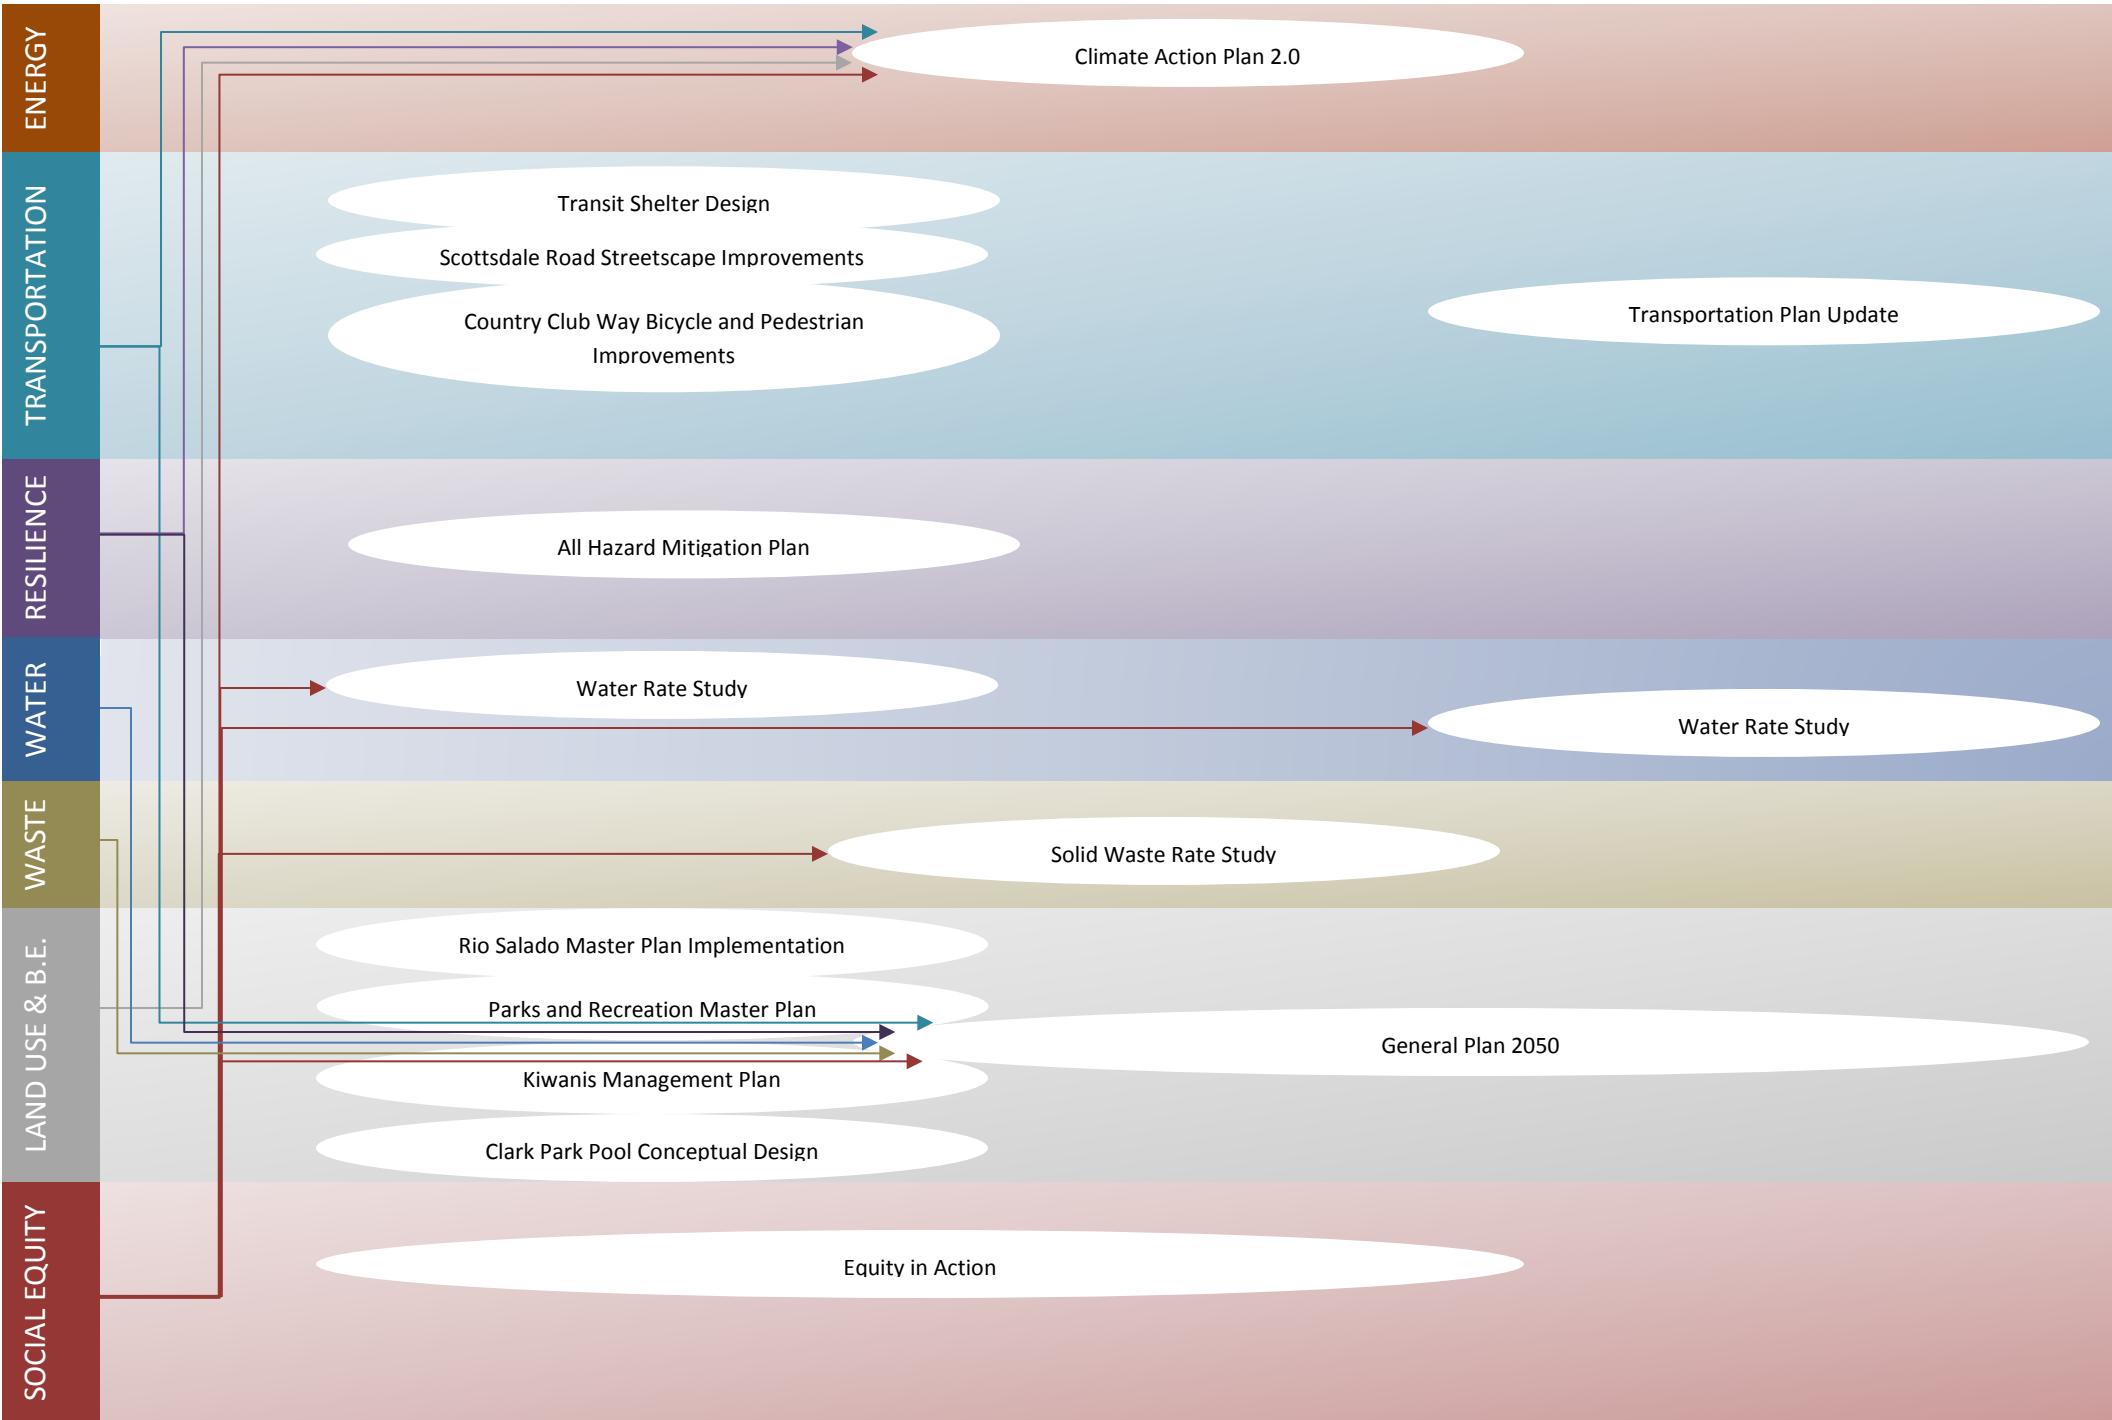 ENERGY
Climate Action Plan 2.0
TRANSPORTATION
Transit Shelter Design
Scottsdale Road Streetscape Improvements
Country Club Way Bicycle and Pedestrian
Improvements
Transportation Plan Update
RESILIENCE
All Hazard Mitigation Plan
WATER
Water Rate Study
Water Rate Study
WASTE
Solid Waste Rate Study
LAND USE & B.E.
Rio Salado Master Plan Implementation
Parks and Recreation Master Plan
General Plan 2050
Kiwanis Management Plan
Clark Park Pool Conceptual Design
SOCIAL EQUITY
Equity in Action